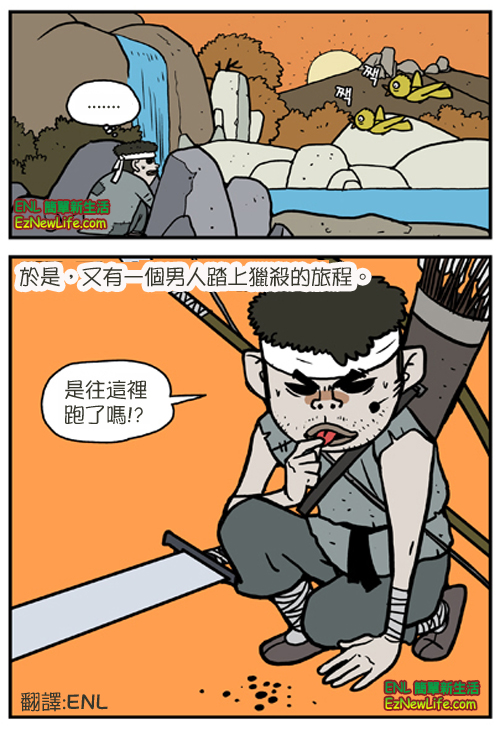 .......
짹
짹
ENL 簡單新生活
EzNewLife.com
於是，又有一個男人踏上獵殺的旅程。
是往這裡
跑了嗎!?
翻譯:ENL
ENL 簡單新生活
EzNewLife.com